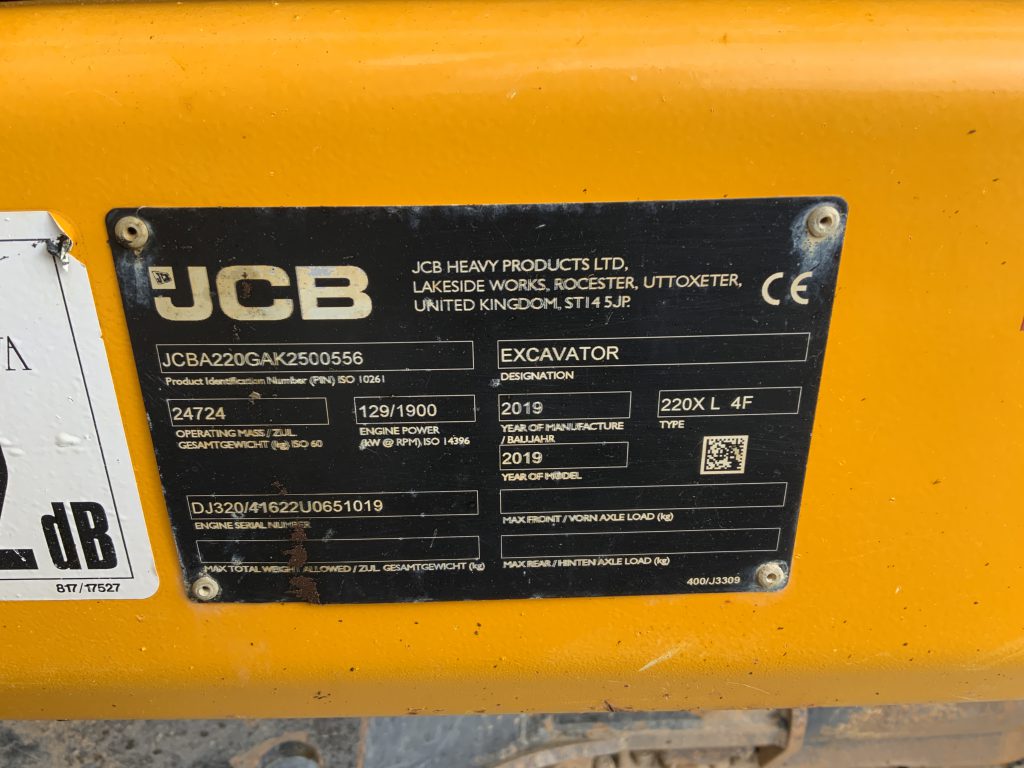 JCB
JCB HEAVY PRODUCTS LTD,
LAKESIDE WORKS, ROCESTER, UTTOXETER,
UNITED KINGDOM, ST14 5JP.
CE
JCBA220GAK2500556
Product Identification Number (PIN) ISO 10261
EXCAVATOR
DESIGNATION
24724
OPERATING MASS / ZUL
GESAMTGEWICHT (kg) ISO 60
129/1900
ENGINE POWER
(kW @ RPM) ISO 14396
2019
YEAR OF MANUFACTURE
/ BAUJAHR
220X L 4F
TYPE
2019
YEAR OF MODEL
DJ320/41622U0651019
ENGINE SERIAL NUMBER
MAX FRONT / VORN AXLE LOAD (kg)
MAX TOTAL WEIGHT ALLOWED / ZUL GESAMTGEWICHT (kg)
MAX REAR / HINTEN AXLE LOAD (kg)
400/J3309
dB
817/17527